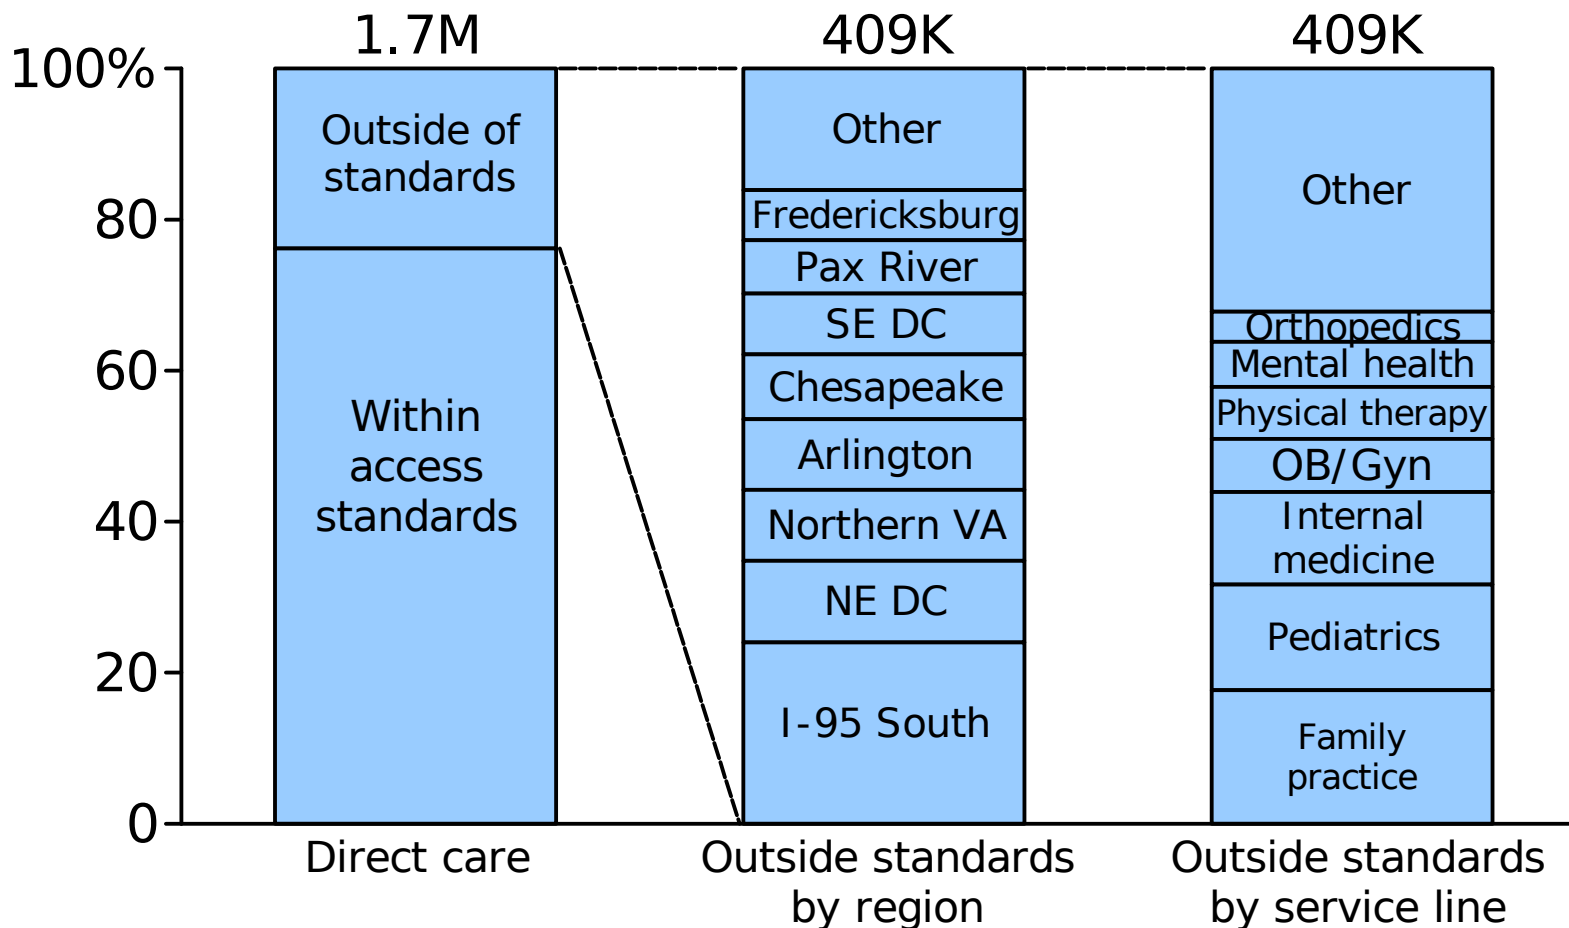 1.7M
409K
409K
100%
80
60
40
20
0
Outside of
standards
Within
access
standards
Direct care
Other
Fredericksburg
Pax River
SE DC
Chesapeake
Arlington
Northern VA
NE DC
I-95 South
Outside standards
by region
Other
Orthopedics
Mental health
Physical therapy
OB/Gyn
Internal
medicine
Pediatrics
Family
practice
Outside standards
by service line